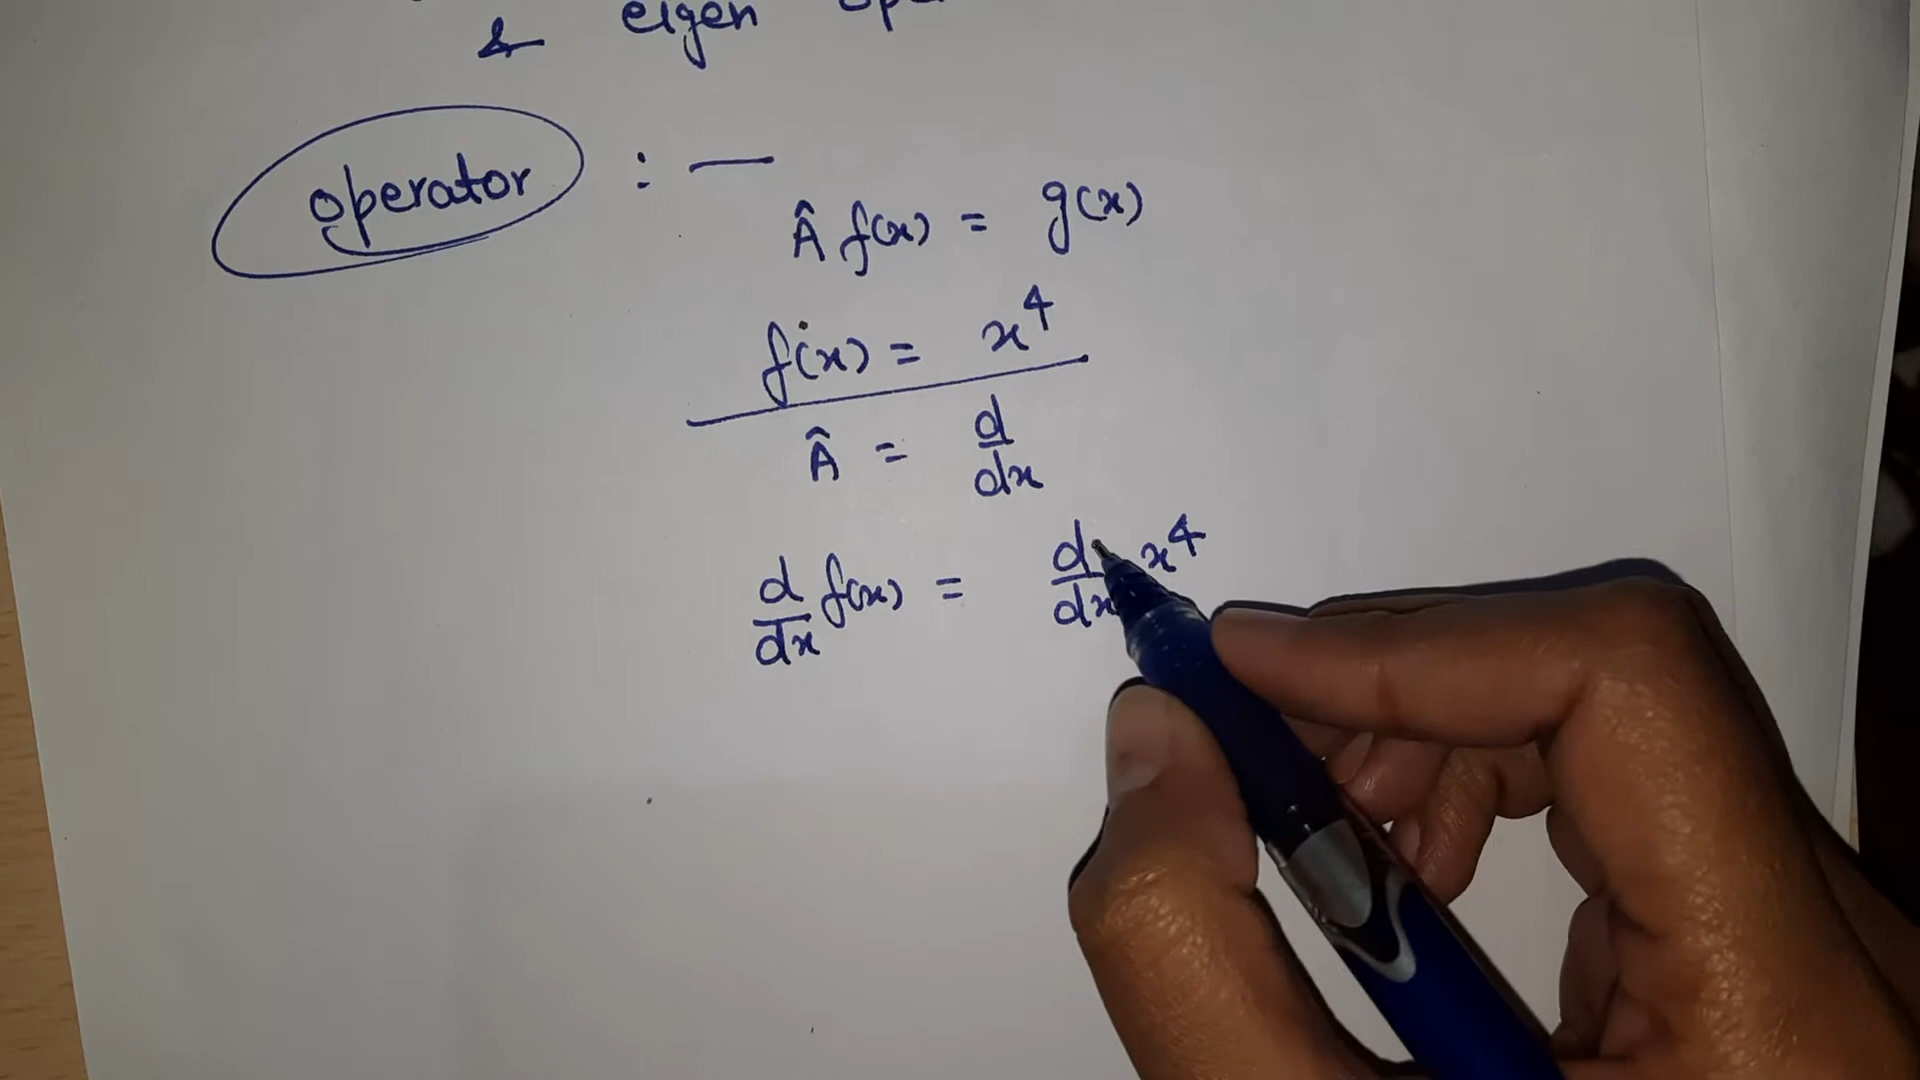 & eigen
operator : —
Â f(x) = g(x)
f(x) = x⁴
Â = d/dx
d/dx f(x) = d/dx x⁴